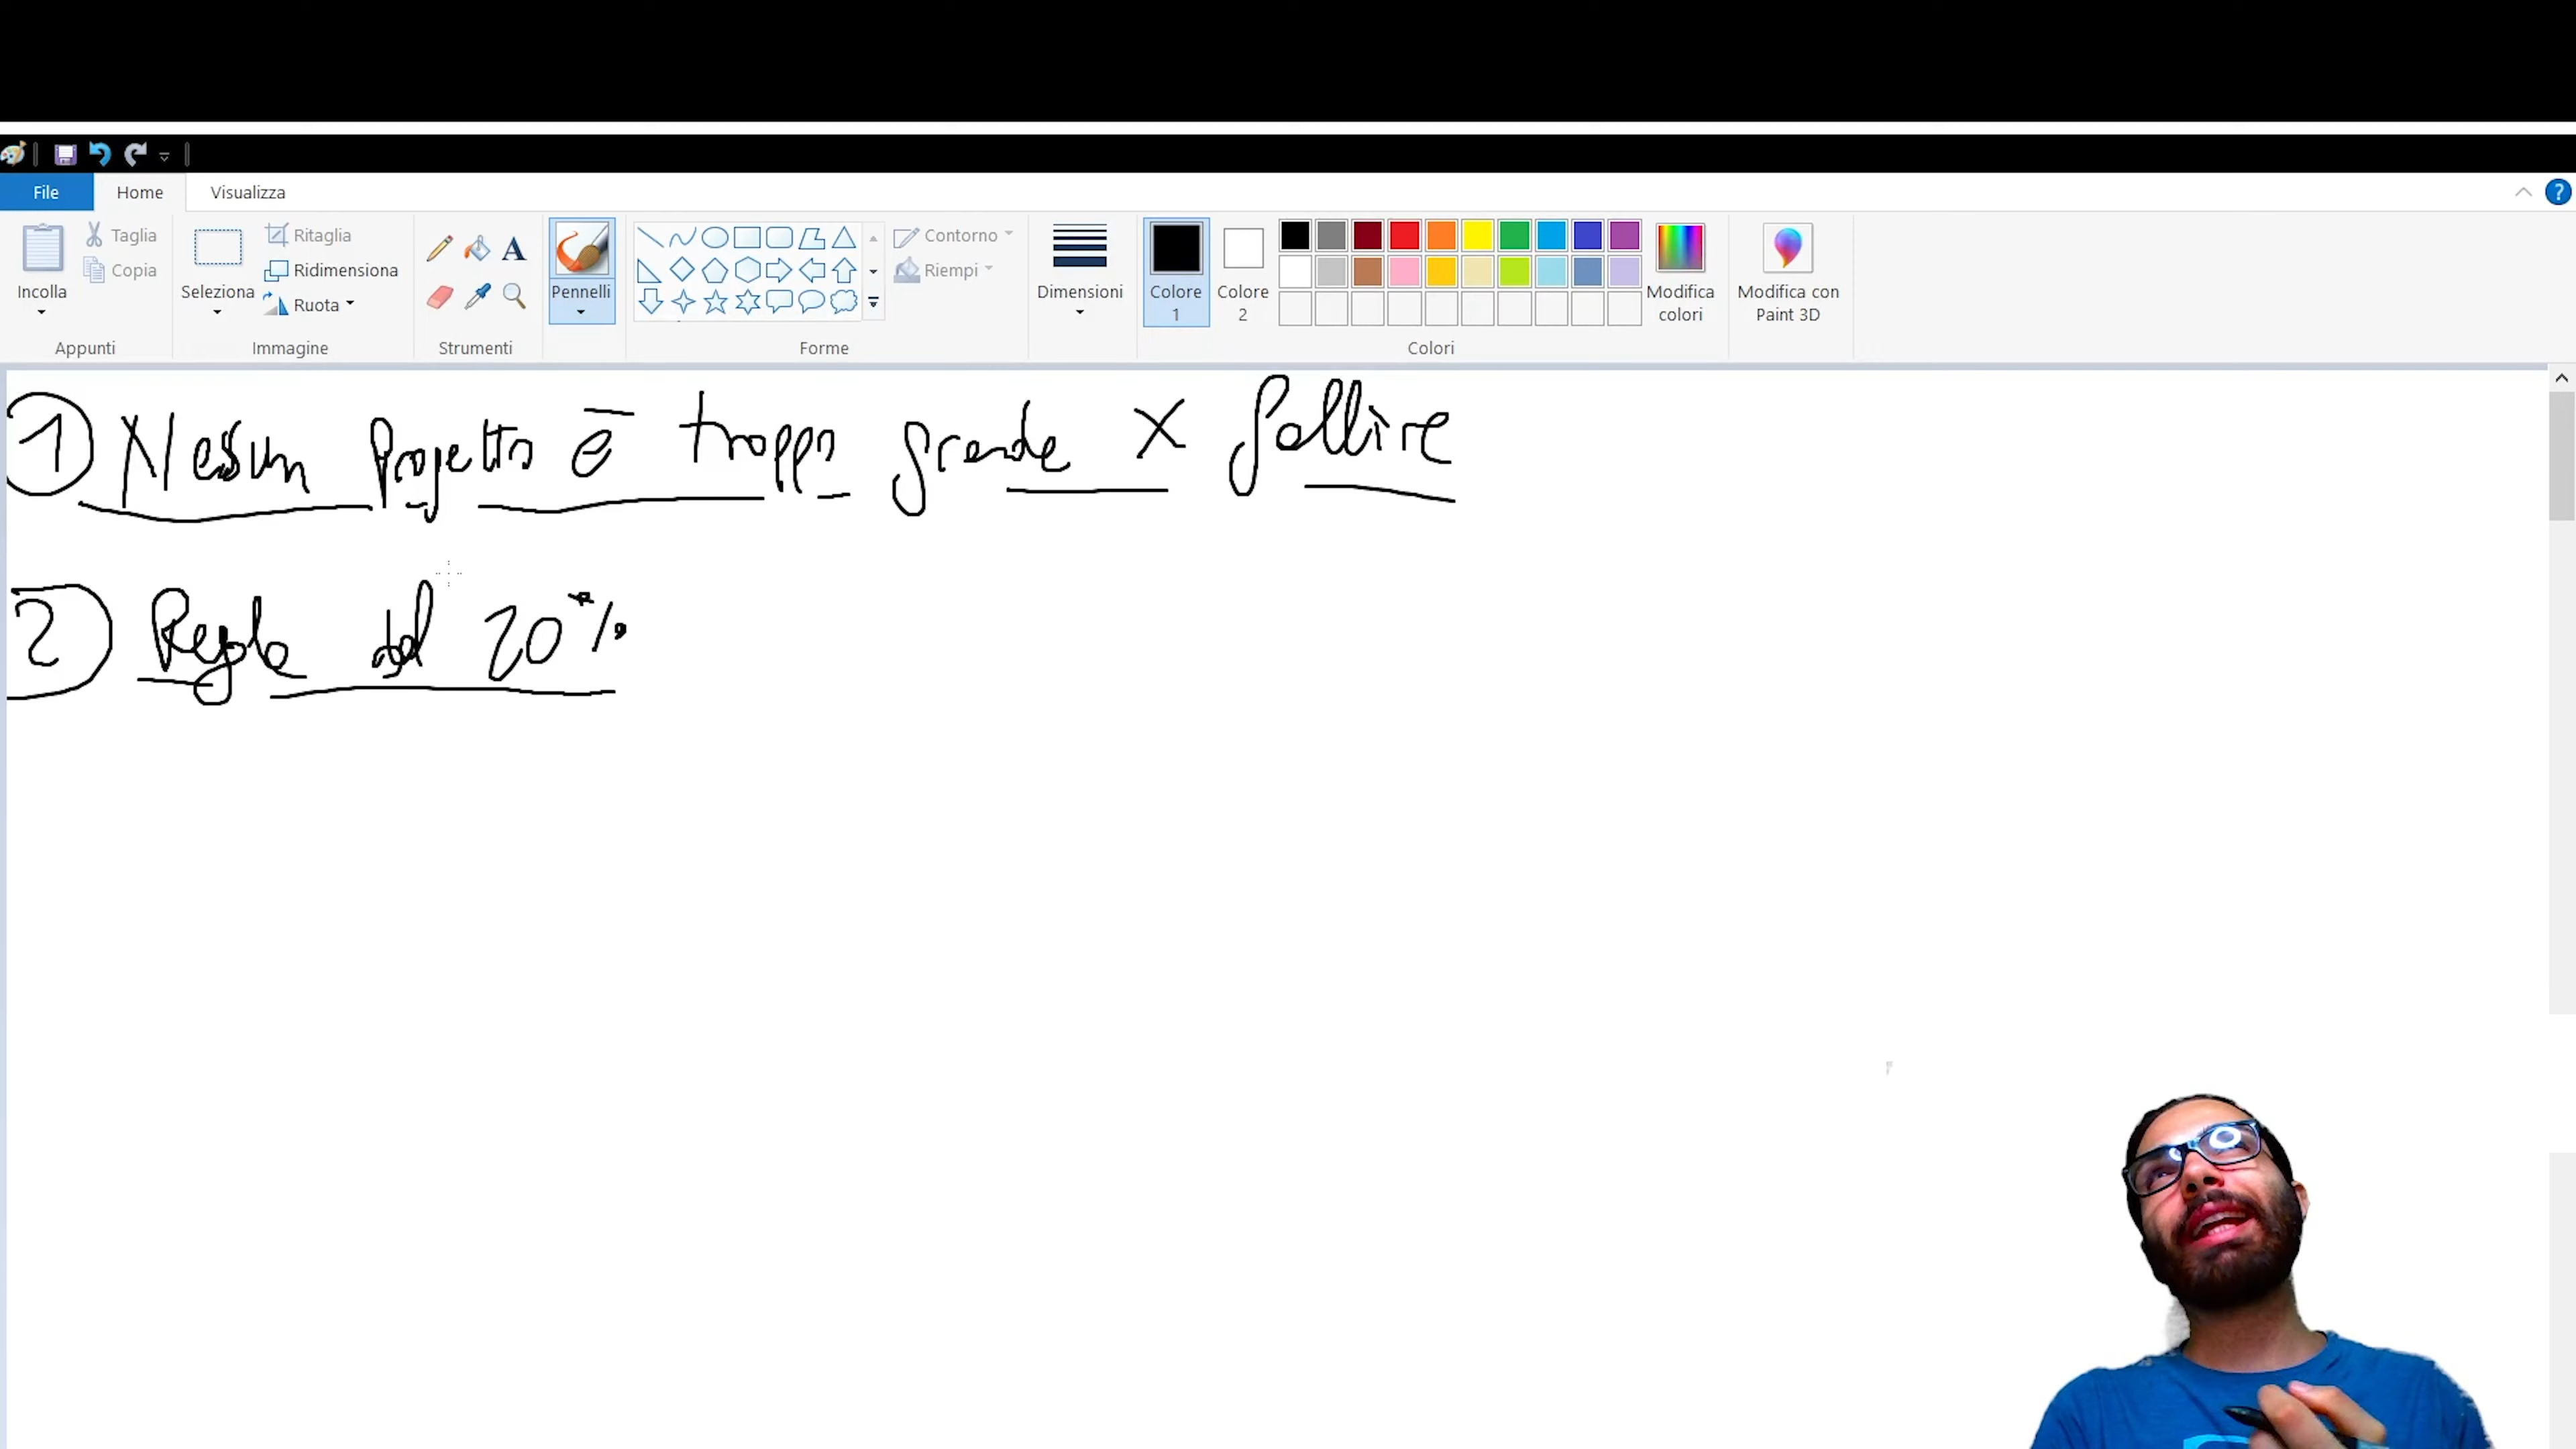 File Home Visualizza
Incolla Taglia Copia Seleziona Ritaglia Ridimensiona Ruota Pennelli Contorno Riempi Dimensioni Colore 1 Colore 2 Modifica colori Modifica con Paint 3D
Appunti Immagine Strumenti Forme Colori
1 Nessun Progetto è troppo grande X fallire
2 Regola del 20%